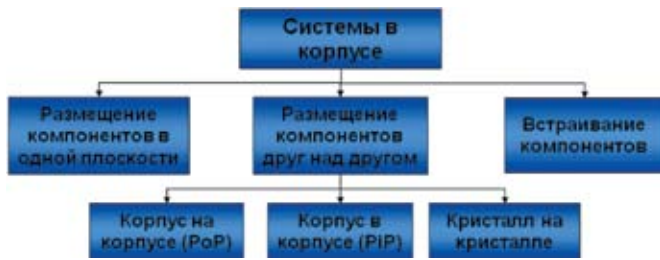 Системы в
корпусе
Размещение
компонентов в
одной плоскости
Размещение
компонентов
друг над другом
Встраивание
компонентов
Корпус на
корпусе (PoP)
Корпус в
корпусе (PiP)
Кристалл на
кристалле